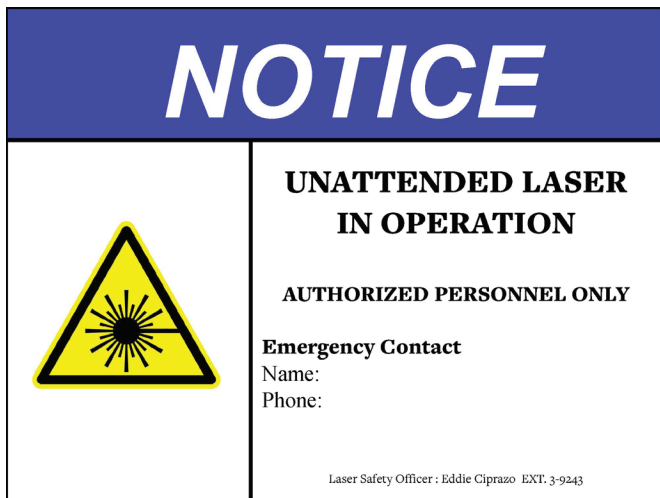 NOTICE
UNATTENDED LASER
IN OPERATION
AUTHORIZED PERSONNEL ONLY
Emergency Contact
Name:
Phone:
Laser Safety Officer : Eddie Ciprazo EXT. 3-9243